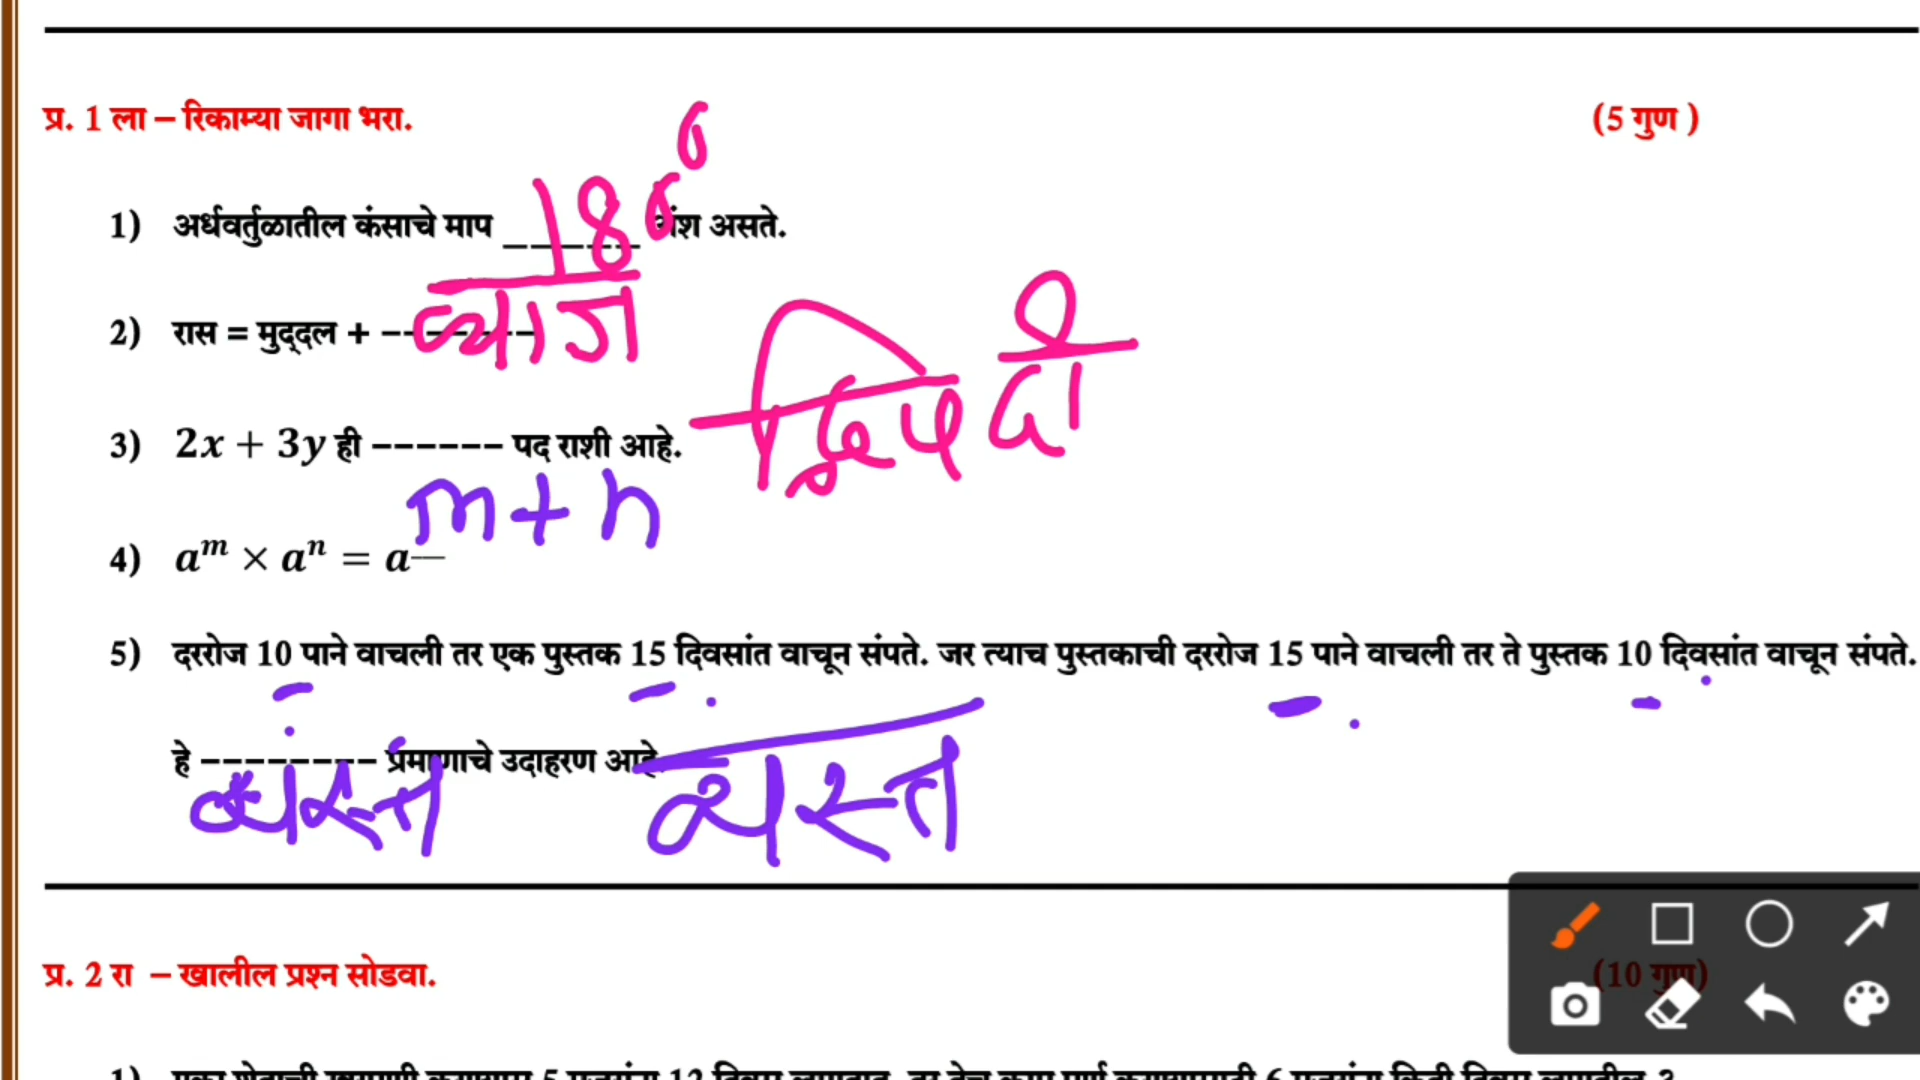 प्र. 1 ला – रिकाम्या जागा भरा. (5 गुण )
1) अर्धवर्तुळातील कंसाचे माप ______ अंश असते.
180°
2) रास = मुद्दल + ------
व्याज
3) 2x + 3y ही ------ पद राशी आहे.
द्विपदी
m+n
4) a^m × a^n = a—
5) दररोज 10 पाने वाचली तर एक पुस्तक 15 दिवसांत वाचून संपते. जर त्याच पुस्तकाची दररोज 15 पाने वाचली तर ते पुस्तक 10 दिवसांत वाचून संपते.
हे -------- प्रमाणाचे उदाहरण आहे.
व्यस्त व्यस्त
प्र. 2 रा – खालील प्रश्न सोडवा. (10 गुण)